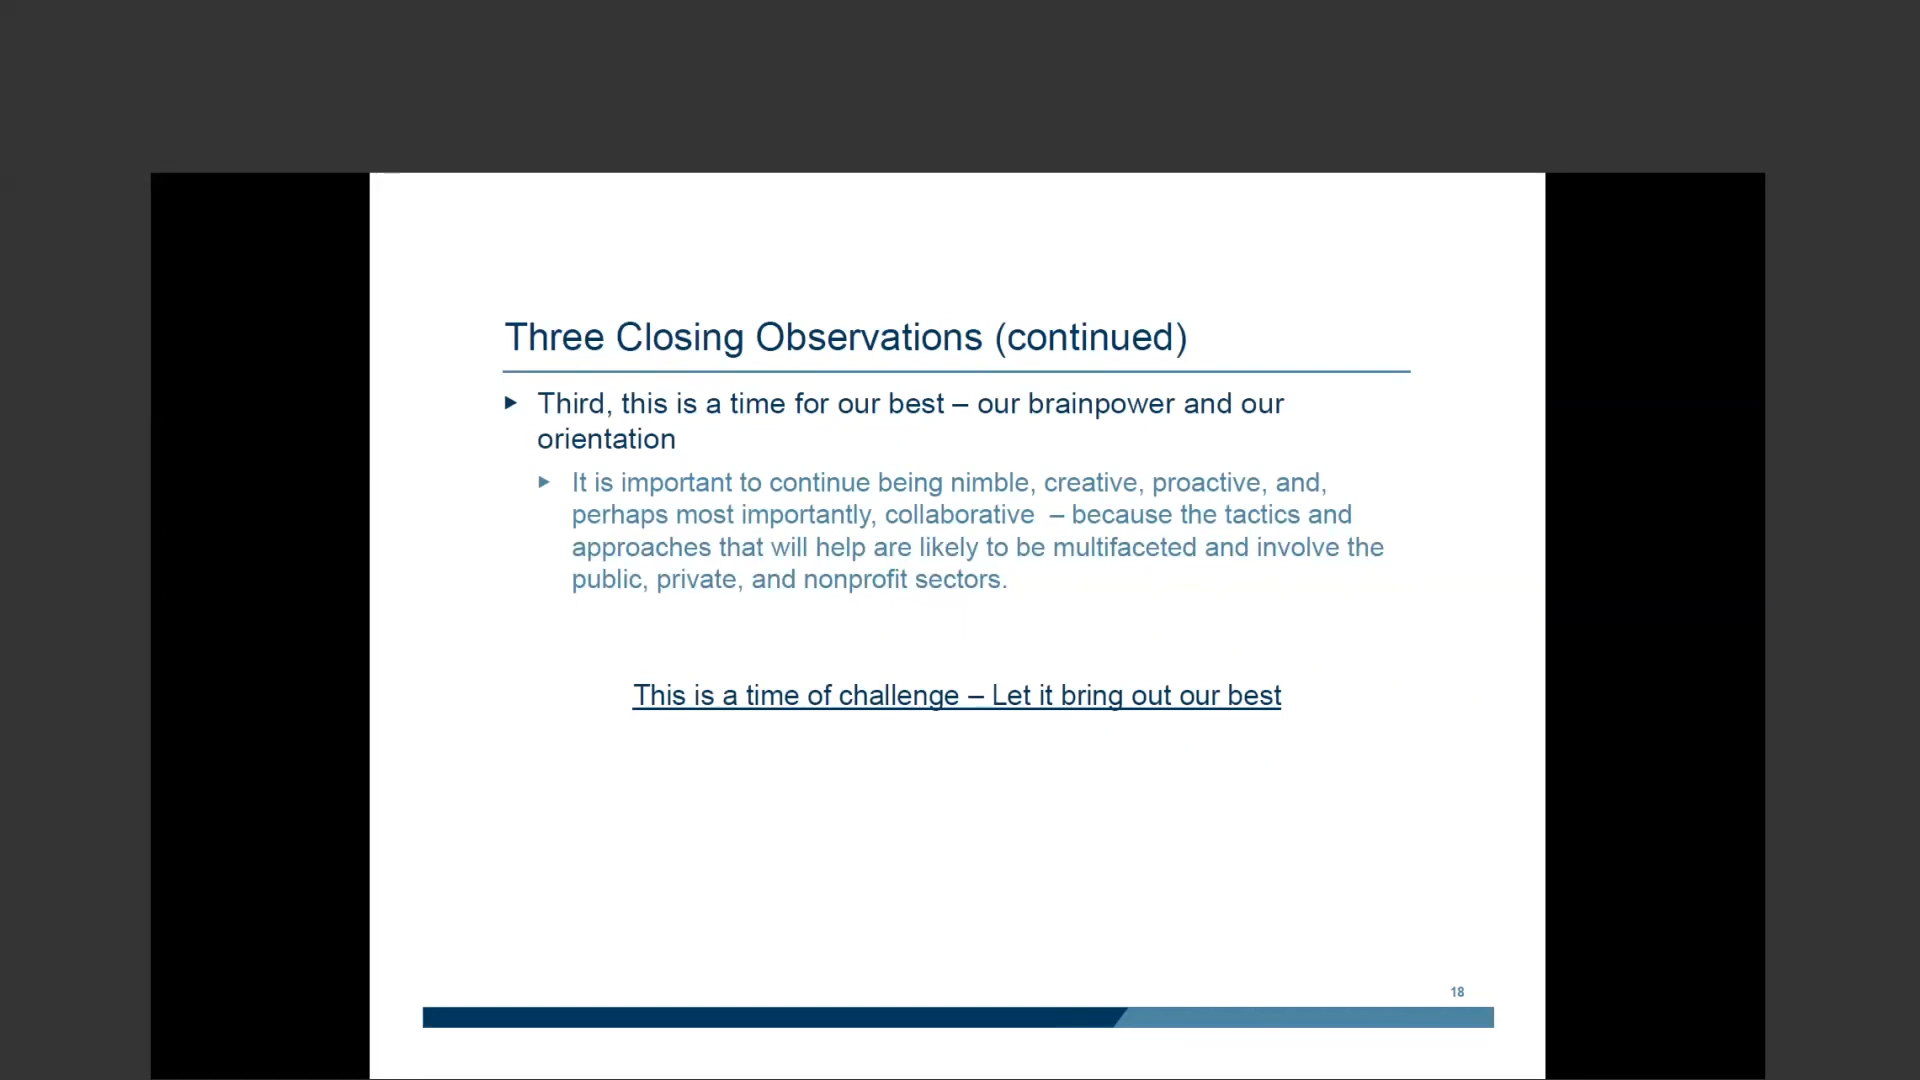 Three Closing Observations (continued)
Third, this is a time for our best – our brainpower and our
orientation
It is important to continue being nimble, creative, proactive, and,
perhaps most importantly, collaborative – because the tactics and
approaches that will help are likely to be multifaceted and involve the
public, private, and nonprofit sectors.
This is a time of challenge – Let it bring out our best
18